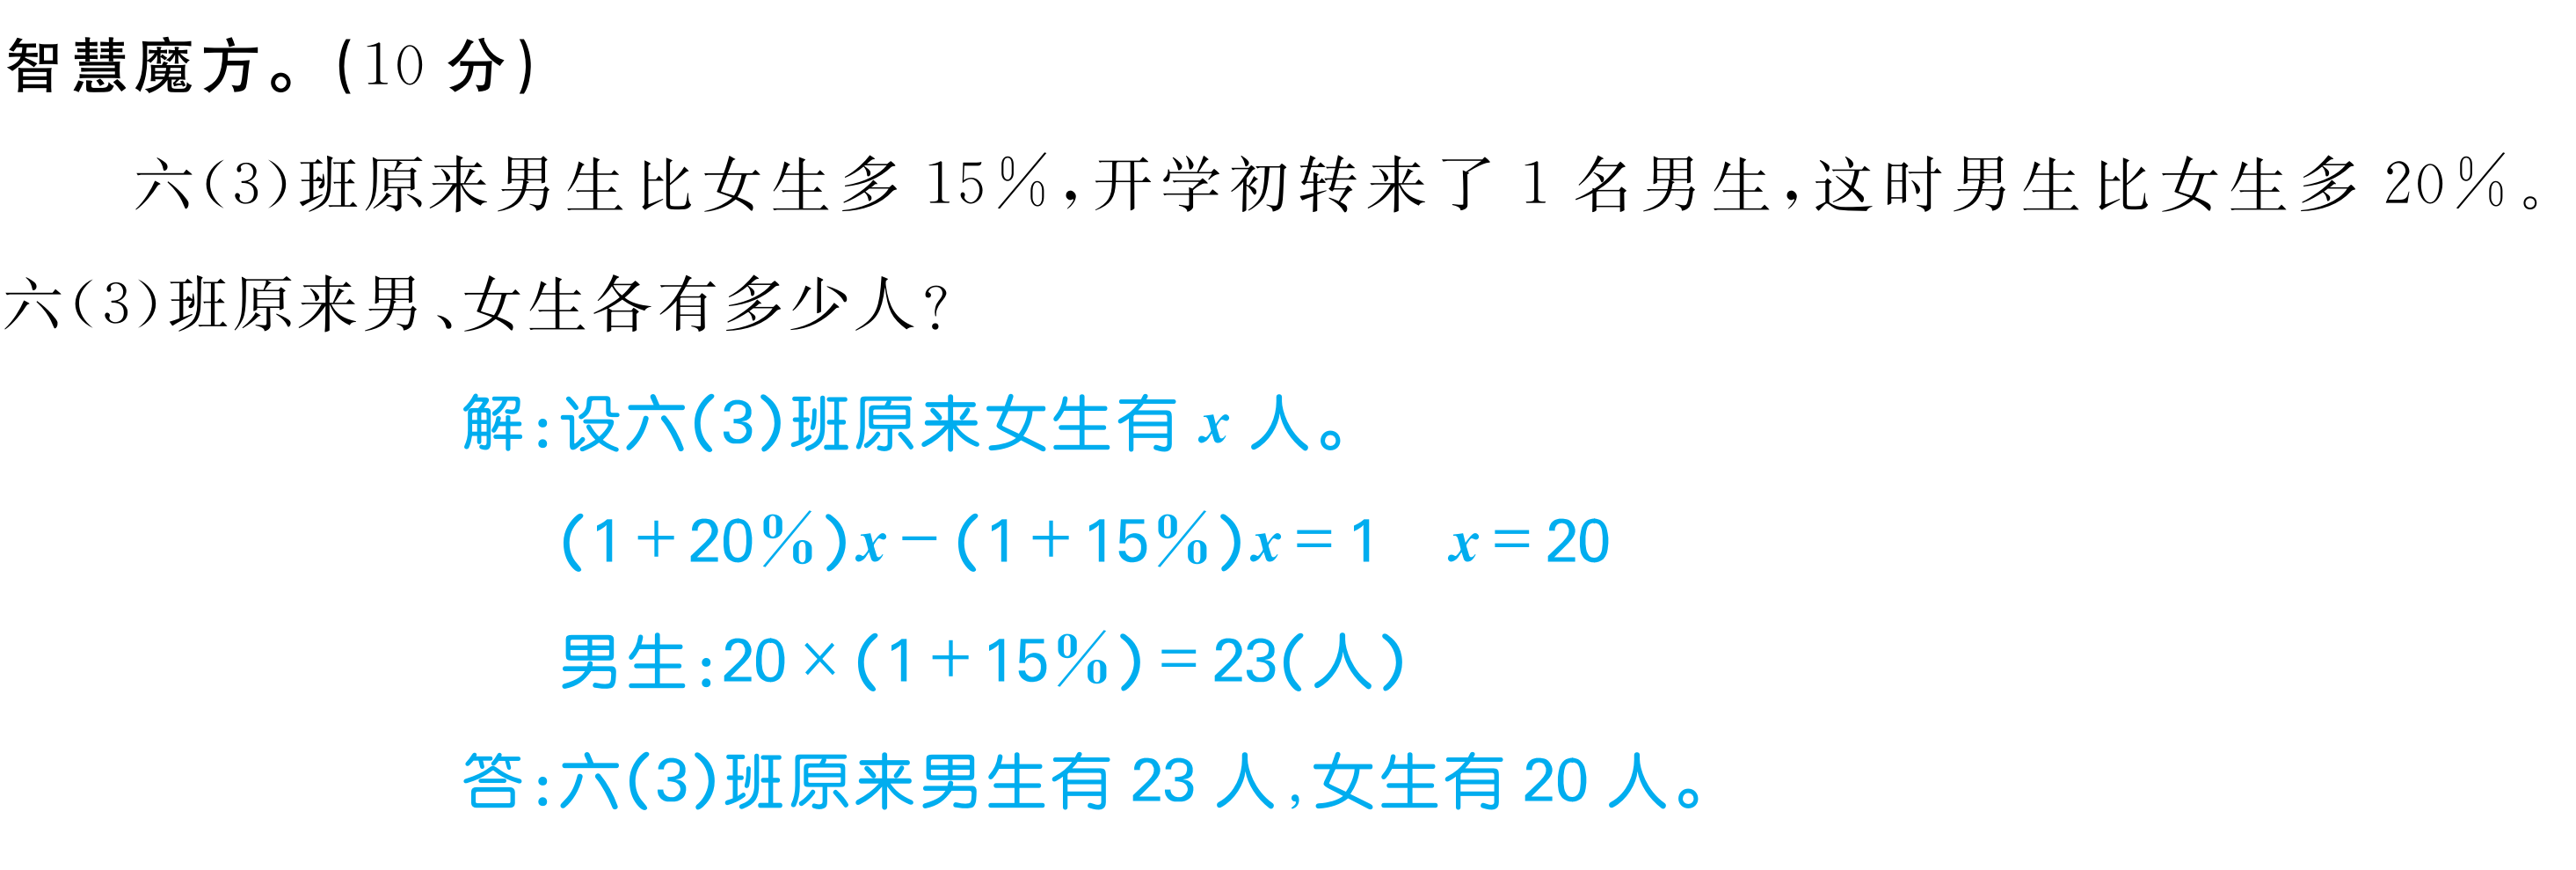 智慧魔方。(10 分)
六(3)班原来男生比女生多 15%,开学初转来了 1 名男生,这时男生比女生多 20%。
六(3)班原来男、女生各有多少人?
解:设六(3)班原来女生有 x 人。
(1+20%)x-(1+15%)x=1 x=20
男生:20×(1+15%)=23(人)
答:六(3)班原来男生有 23 人,女生有 20 人。